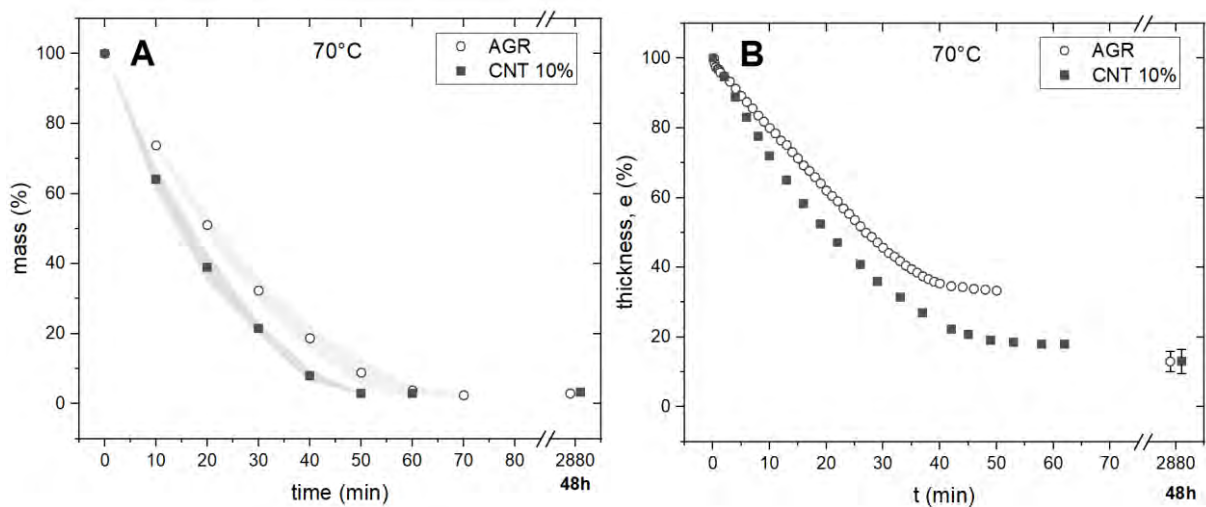 A
70°C
AGR
CNT 10%
mass (%)
100
80
60
40
20
0
0 10 20 30 40 50 60 70 80 2880
time (min)
48h
B
70°C
AGR
CNT 10%
thickness, e (%)
100
80
60
40
20
0
0 10 20 30 40 50 60 70 2880
t (min)
48h